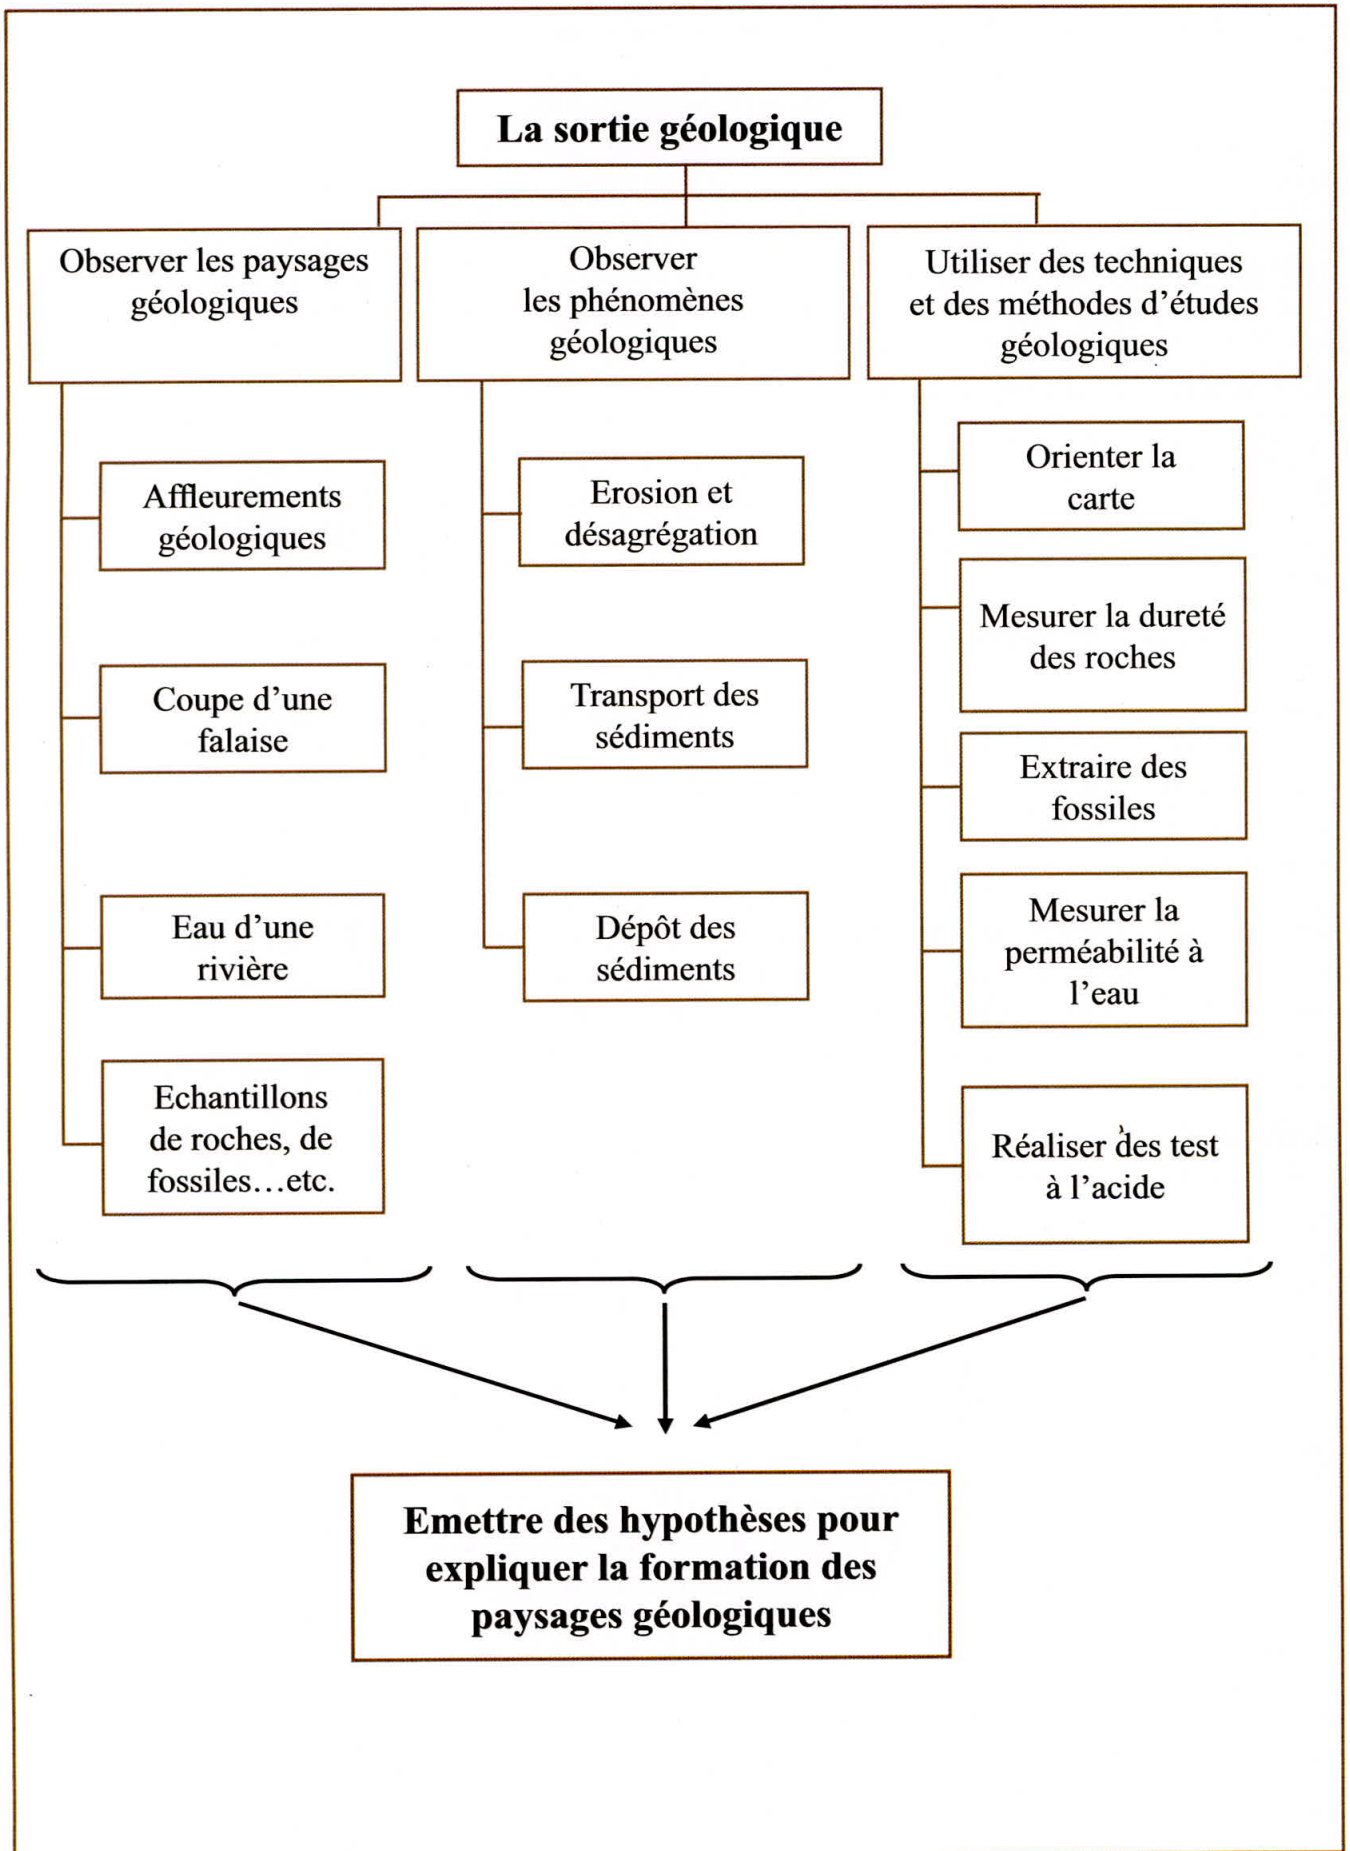 La sortie géologique
Observer les paysages
géologiques
Affleurements
géologiques
Coupe d’une
falaise
Eau d’une
rivière
Echantillons
de roches, de
fossiles…etc.
Observer
les phénomènes
géologiques
Erosion et
désagrégation
Transport des
sédiments
Dépôt des
sédiments
Utiliser des techniques
et des méthodes d’études
géologiques
Orienter la
carte
Mesurer la dureté
des roches
Extraire des
fossiles
Mesurer la
perméabilité à
l’eau
Réaliser des test
à l’acide
Emettre des hypothèses pour
expliquer la formation des
paysages géologiques